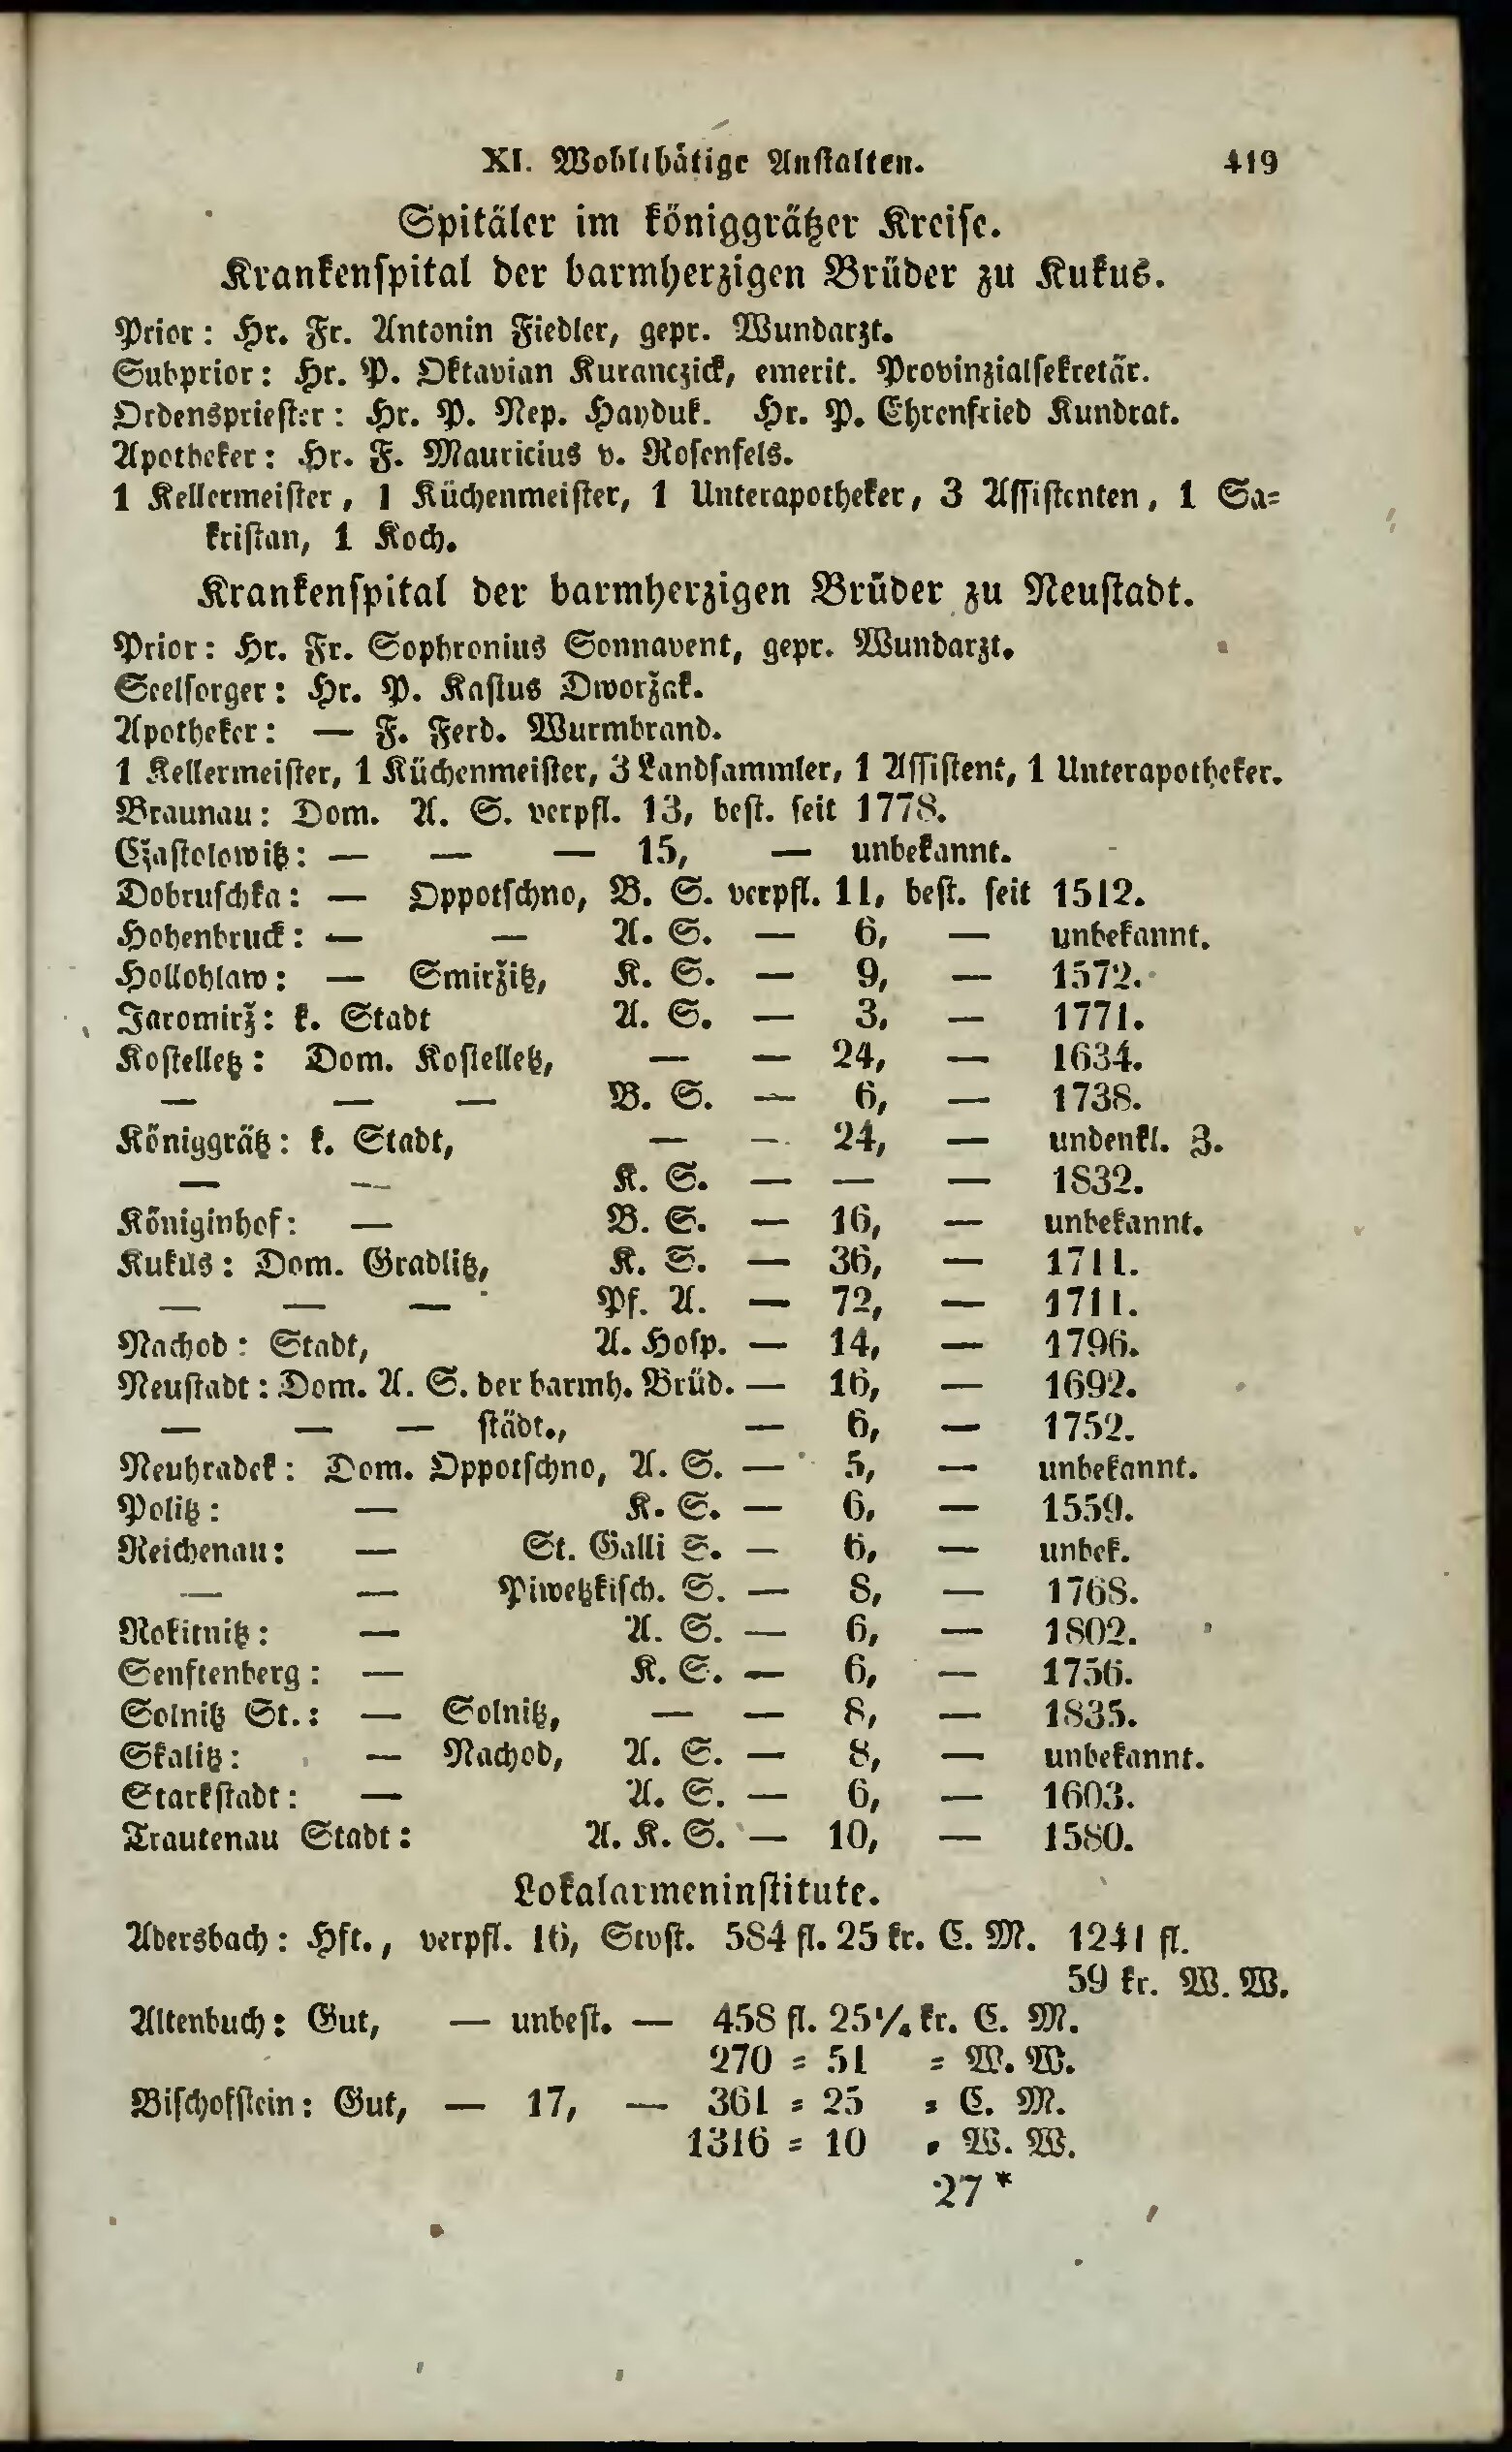 XI. Wohlthätige Anstalten. 419
Spitäler im königgrätzer Kreise.
Krankenspital der barmherzigen Brüder zu Kukus.
Prior: Hr. Fr. Antonin Fiedler, gepr. Wundarzt.
Subprior: Hr. P. Oktavian Kuranczick, emerit. Provinzialsekretär.
Ordenspriester: Hr. P. Nep. Hayduk. Hr. P. Ehrenfried Kundrat.
Apotheker: Hr. F. Mauricius v. Rosenfels.
1 Kellermeister, 1 Küchenmeister, 1 Unterapotheker, 3 Assistenten, 1 Sa=
kristan, 1 Koch.
Krankenspital der barmherzigen Brüder zu Neustadt.
Prior: Hr. Fr. Sophronius Sonnavent, gepr. Wundarzt.
Seelsorger: Hr. P. Kastus Dworžak.
Apotheker: — F. Ferd. Wurmbrand.
1 Kellermeister, 1 Küchenmeister, 3 Landsammler, 1 Assistent, 1 Unterapotheker.
Braunau: Dom. A. S. verpfl. 13, best. seit 1778.
Cžastolowitz: — — — 15, — unbekannt.
Dobruschka: — Oppotschno, B. S. verpfl. 11, best. seit 1512.
Hohenbruck: — — A. S. — 6, — unbekannt.
Hollohlaw: — Smiržitz, K. S. — 9, — 1572.
Jaromirž: k. Stadt A. S. — 3, — 1771.
Kostelletz: Dom. Kostelletz, — — 24, — 1634.
— — — B. S. — 6, — 1738.
Königgrätz: k. Stadt, — — 24, — undenkl. Z.
— — K. S. — — — 1832.
Königinhof: — B. S. — 16, — unbekannt.
Kukus: Dom. Gradlitz, K. S. — 36, — 1711.
— — — Pf. A. — 72, — 1711.
Nachod: Stadt, A. Hosp. — 14, — 1796.
Neustadt: Dom. A. S. der barmh. Brüd. — 16, — 1692.
— — — städt., — 6, — 1752.
Neuhradek: Dom. Oppotschno, A. S. — 5, — unbekannt.
Politz: — K. S. — 6, — 1559.
Reichenau: — St. Galli S. — 6, — unbek.
— — Piwetzkisch. S. — 8, — 1768.
Rokitnitz: — A. S. — 6, — 1802.
Senftenberg: — K. S. — 6, — 1756.
Solnitz St.: — Solnitz, — — 8, — 1835.
Skalitz: — Nachod, A. S. — 8, — unbekannt.
Starkstadt: — A. S. — 6, — 1603.
Trautenau Stadt: A. K. S. — 10, — 1580.
Lokalarmeninstitute.
Adersbach: Hft., verpfl. 16, Stvst. 584 fl. 25 kr. C. M. 1241 fl.
59 kr. W. W.
Altenbuch: Gut, — unbest. — 458 fl. 25¼ kr. C. M.
270 = 51 = W. W.
Bischofstein: Gut, — 17, — 361 = 25 = C. M.
1316 = 10 = W. W.
27*